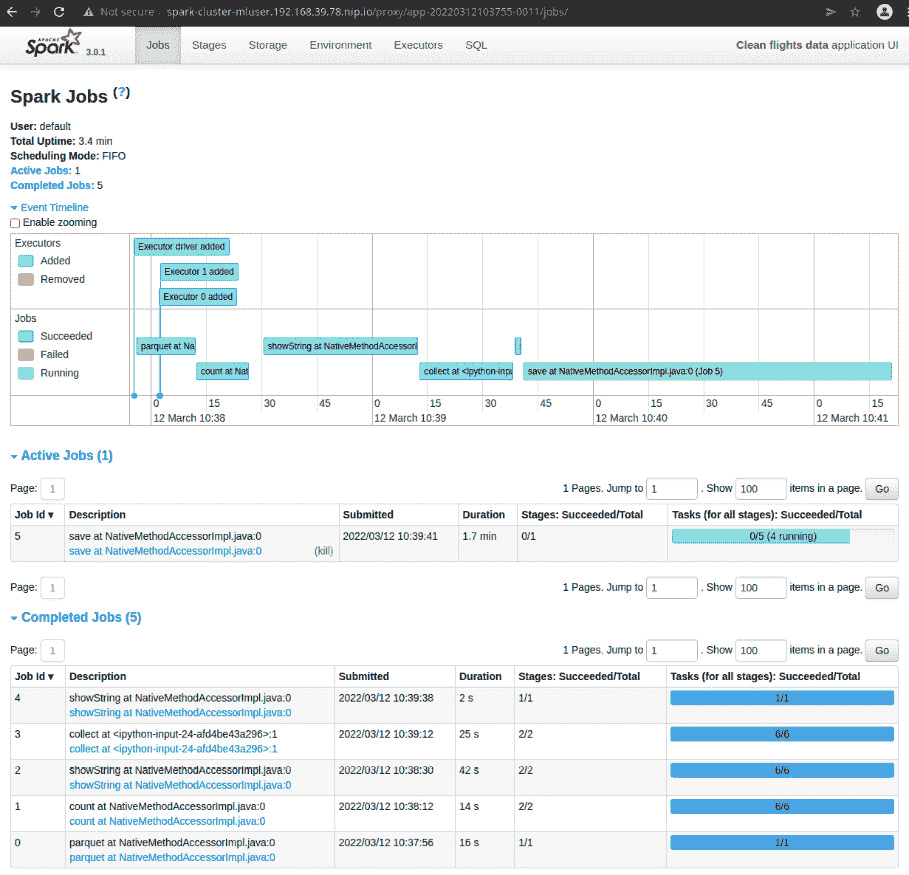 Not secure
spark-cluster-mluser.192.168.39.78.nip.io/proxy/app-20220312103755-0011/jobs/
APACHE
Spark 3.0.1
Jobs Stages Storage Environment Executors SQL
Clean flights data application UI
Spark Jobs (?)
User: default
Total Uptime: 3.4 min
Scheduling Mode: FIFO
Active Jobs: 1
Completed Jobs: 5
Event Timeline
Enable zooming
Executors
Added
Removed
Executor driver added
Executor 1 added
Executor 0 added
Jobs
Succeeded
Failed
Running
parquet at Na
showString at NativeMethodAccessorI
count at Nat
collect at <ipython-inpu
save at NativeMethodAccessorImpl.java:0 (Job 5)
0 15 30 45 0 15 30 45 0 15 30 45 0 15
12 March 10:38 12 March 10:39 12 March 10:40 12 March 10:41
Active Jobs (1)
Page: 1
1 Pages. Jump to 1 . Show 100 items in a page. Go
Job Id ▾ Description Submitted Duration Stages: Succeeded/Total Tasks (for all stages): Succeeded/Total
5 save at NativeMethodAccessorImpl.java:0 2022/03/12 10:39:41 1.7 min 0/1 0/5 (4 running)
save at NativeMethodAccessorImpl.java:0 (kill)
Page: 1
1 Pages. Jump to 1 . Show 100 items in a page. Go
Completed Jobs (5)
Page: 1
1 Pages. Jump to 1 . Show 100 items in a page. Go
Job Id ▾ Description Submitted Duration Stages: Succeeded/Total Tasks (for all stages): Succeeded/Total
4 showString at NativeMethodAccessorImpl.java:0 2022/03/12 10:39:38 2 s 1/1 1/1
showString at NativeMethodAccessorImpl.java:0
3 collect at <ipython-input-24-afd4be43a296>:1 2022/03/12 10:39:12 25 s 2/2 6/6
collect at <ipython-input-24-afd4be43a296>:1
2 showString at NativeMethodAccessorImpl.java:0 2022/03/12 10:38:30 42 s 2/2 6/6
showString at NativeMethodAccessorImpl.java:0
1 count at NativeMethodAccessorImpl.java:0 2022/03/12 10:38:12 14 s 2/2 6/6
count at NativeMethodAccessorImpl.java:0
0 parquet at NativeMethodAccessorImpl.java:0 2022/03/12 10:37:56 16 s 1/1 1/1
parquet at NativeMethodAccessorImpl.java:0